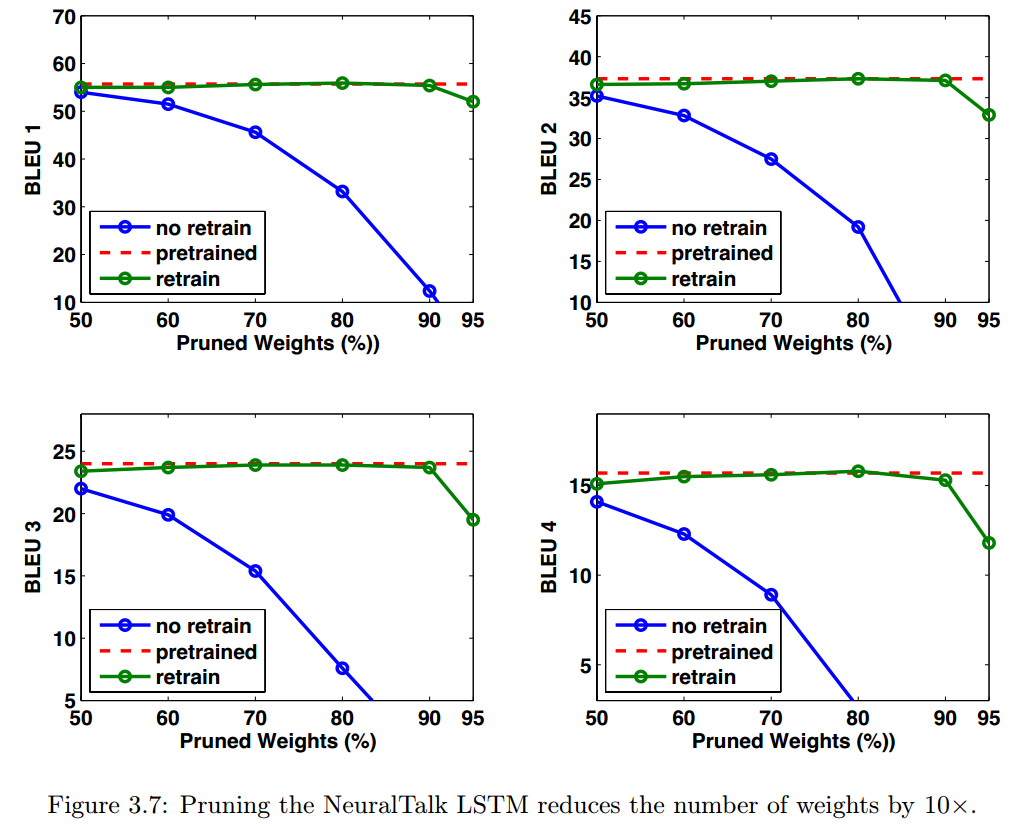 70
60
50
40
30
20
10
BLEU 1
no retrain
pretrained
retrain
50 60 70 80 90 95
Pruned Weights (%))
45
40
35
30
25
20
15
10
BLEU 2
no retrain
pretrained
retrain
50 60 70 80 90 95
Pruned Weights (%)
25
20
15
10
5
BLEU 3
no retrain
pretrained
retrain
50 60 70 80 90 95
Pruned Weights (%)
15
10
5
BLEU 4
no retrain
pretrained
retrain
50 60 70 80 90 95
Pruned Weights (%))
Figure 3.7: Pruning the NeuralTalk LSTM reduces the number of weights by 10×.